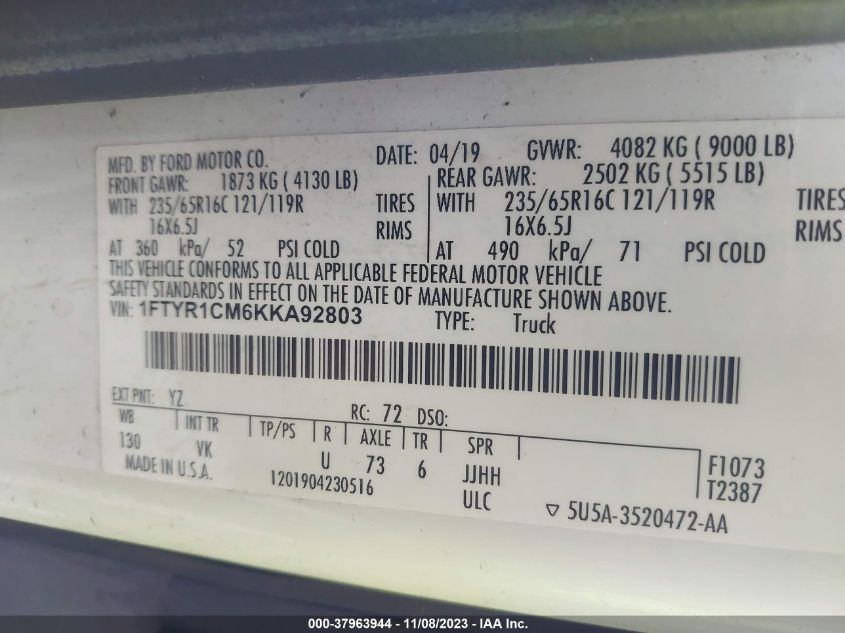 MFD. BY FORD MOTOR CO. DATE: 04/19 GVWR: 4082 KG ( 9000 LB)
FRONT GAWR: 1873 KG ( 4130 LB) REAR GAWR: 2502 KG ( 5515 LB)
WITH 235/65R16C 121/119R TIRES WITH 235/65R16C 121/119R TIRES
16X6.5J RIMS 16X6.5J RIMS
AT 360 kPa/ 52 PSI COLD AT 490 kPa/ 71 PSI COLD
THIS VEHICLE CONFORMS TO ALL APPLICABLE FEDERAL MOTOR VEHICLE
SAFETY STANDARDS IN EFFECT ON THE DATE OF MANUFACTURE SHOWN ABOVE.
VIN: 1FTYR1CM6KKA92803 TYPE: Truck
EXT PNT: YZ RC: 72 DSO:
WB INT TR TP/PS R AXLE TR SPR
130 VK U 73 6 JJHH F1073
MADE IN U.S.A. 1201904230516 ULC T2387
▽ 5U5A-3520472-AA
000-37963944 - 11/08/2023 - IAA Inc.